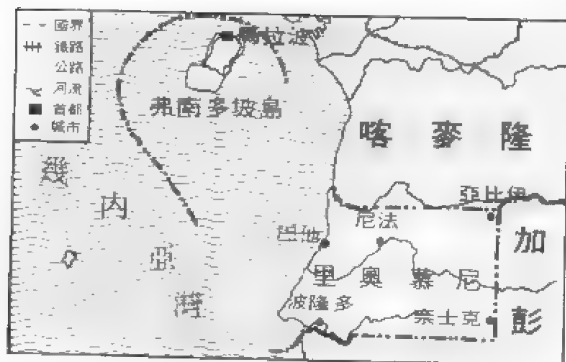 國界
鐵路
公路
河流
首都
城市
馬拉波
弗南多坡島
喀麥隆
亞比伊
尼法
巴他
幾內亞灣
加彭
里奧慕尼
波隆多
奈士克